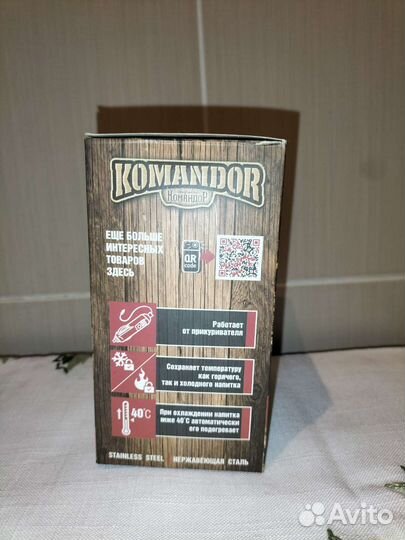 KOMANDOR
КОМАНДОР
ЕЩЕ БОЛЬШЕ
ИНТЕРЕСНЫХ
ТОВАРОВ
ЗДЕСЬ
QR
code
Работает
от прикуривателя
Сохраняет температуру
как горячего,
так и холодного напитка
40°C
При охлаждении напитка
ниже 40°С автоматически
его подогревает
STAINLESS STEEL НЕРЖАВЕЮЩАЯ СТАЛЬ
Avito